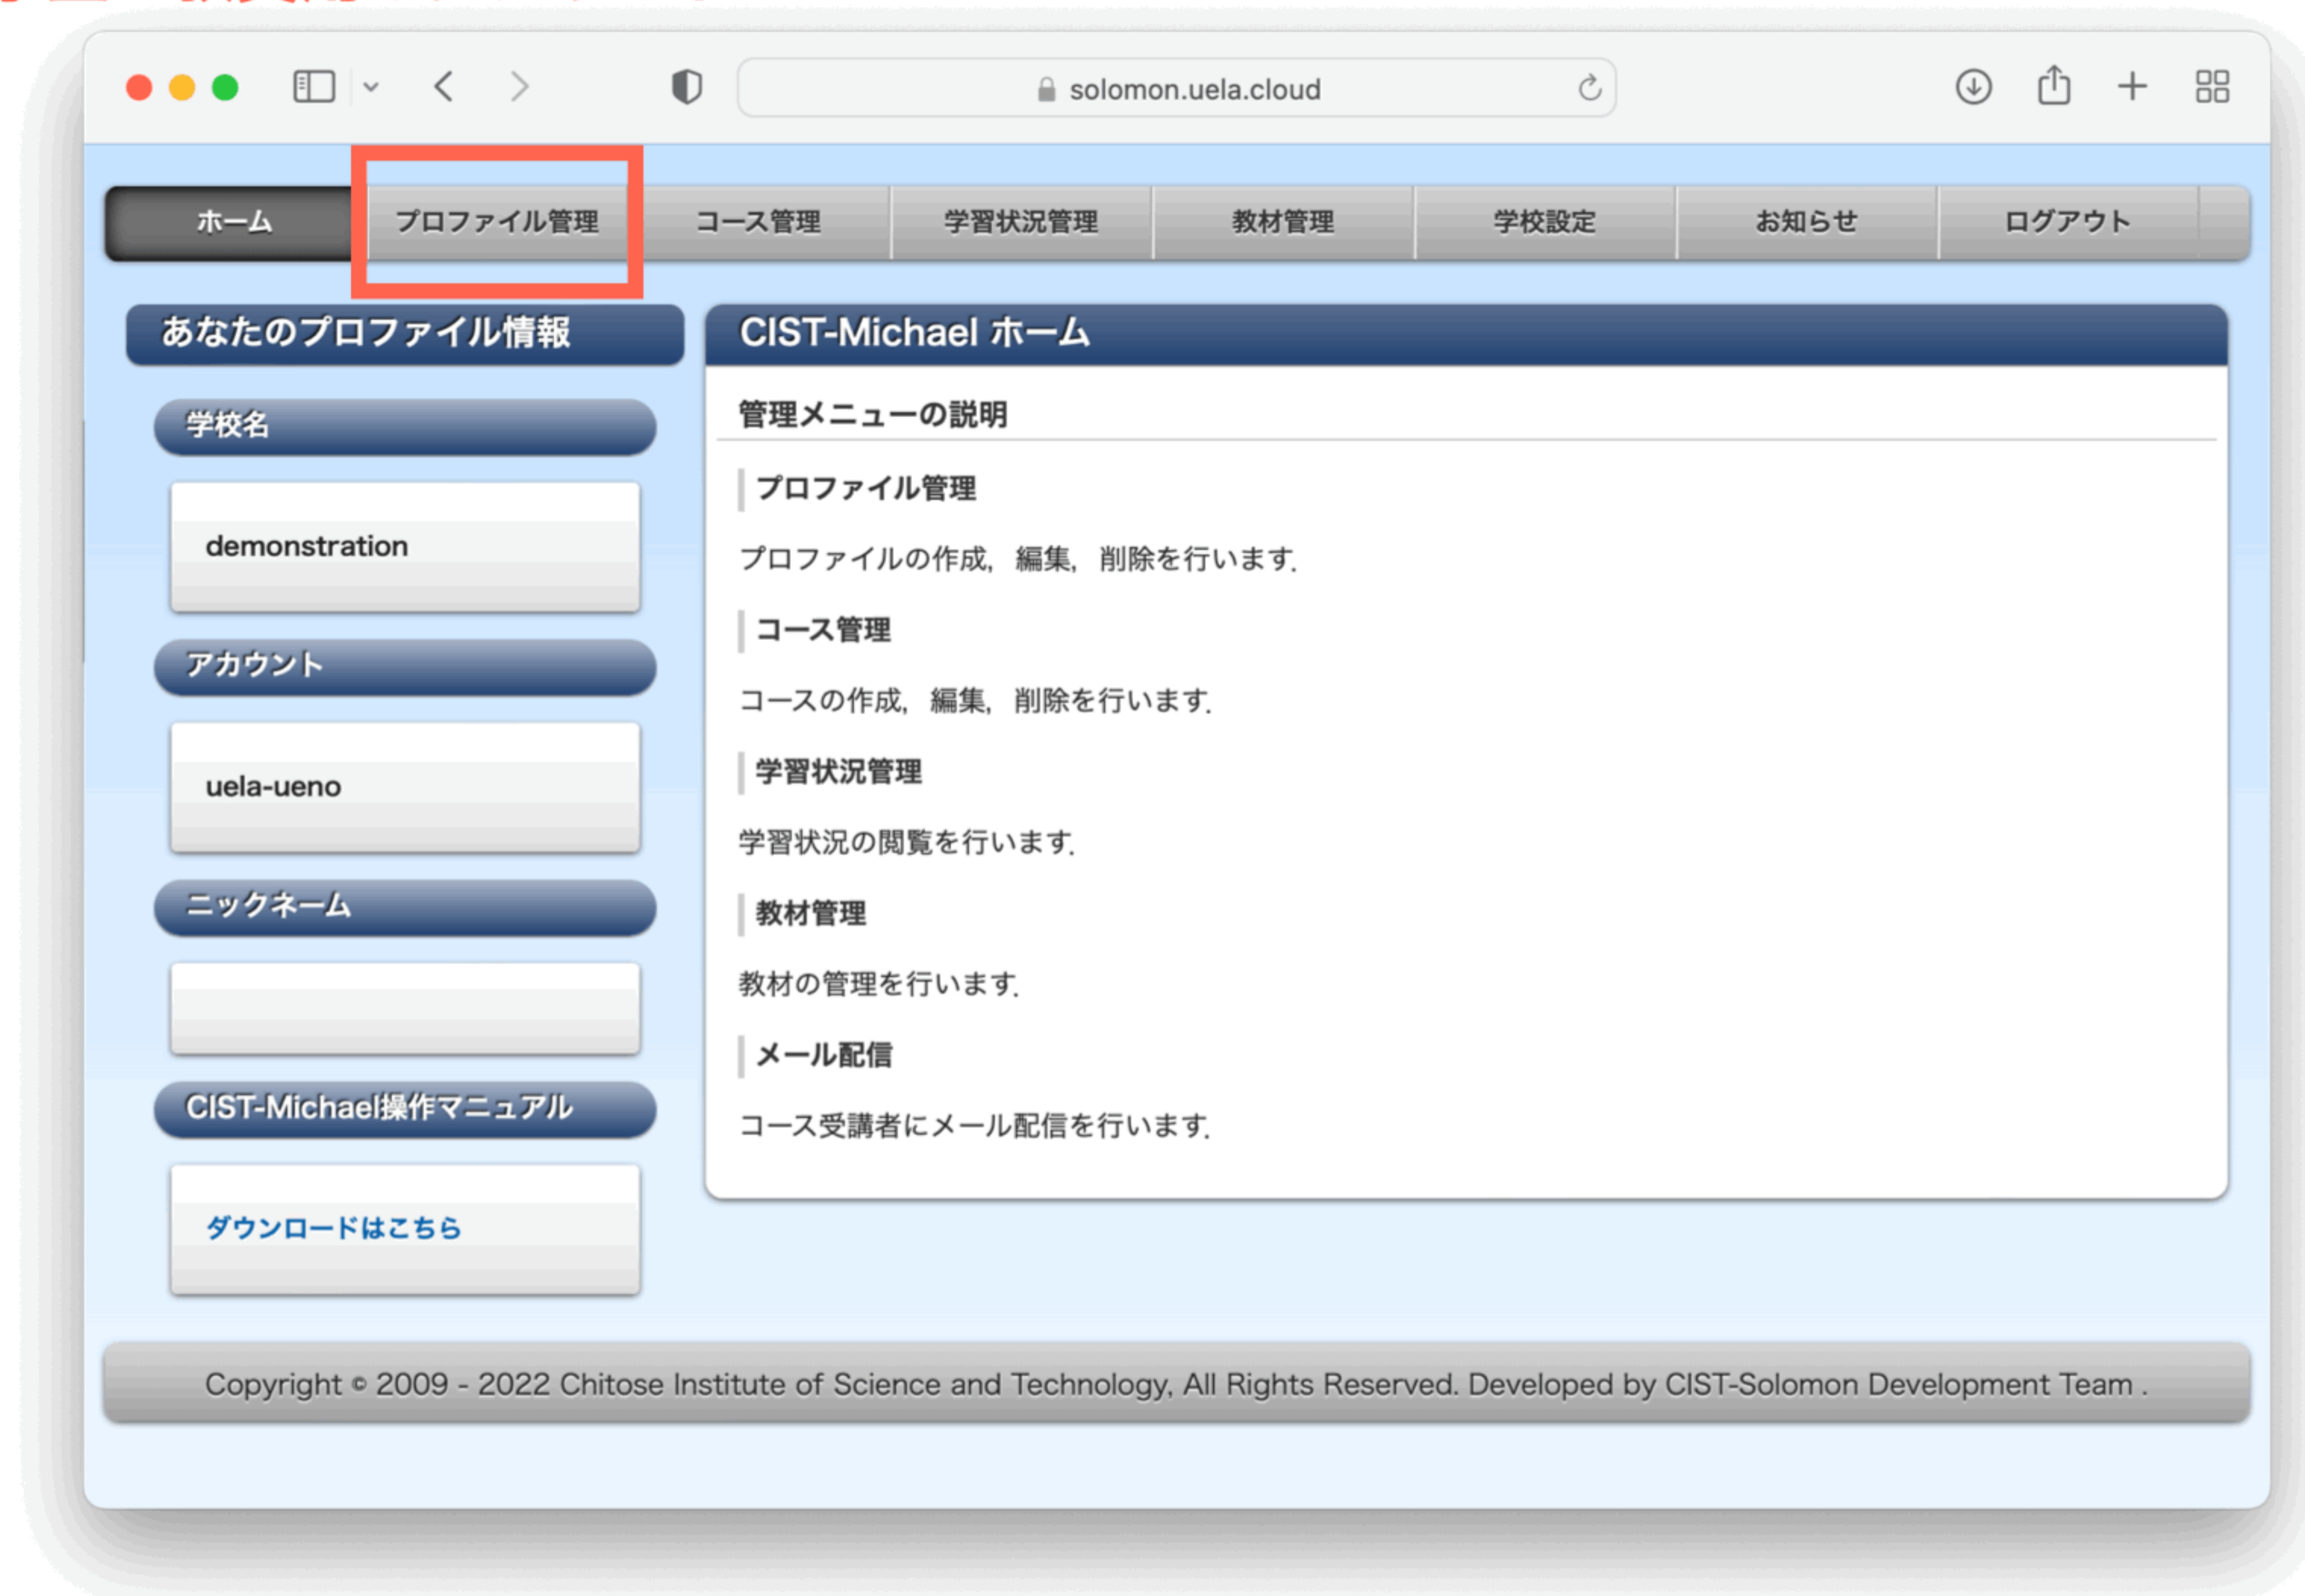 solomon.uela.cloud
ホーム
プロファイル管理
コース管理
学習状況管理
教材管理
学校設定
お知らせ
ログアウト
あなたのプロファイル情報
学校名
demonstration
アカウント
uela-ueno
ニックネーム
CIST-Michael操作マニュアル
ダウンロードはこちら
CIST-Michael ホーム
管理メニューの説明
プロファイル管理
プロファイルの作成，編集，削除を行います．
コース管理
コースの作成，編集，削除を行います．
学習状況管理
学習状況の閲覧を行います．
教材管理
教材の管理を行います．
メール配信
コース受講者にメール配信を行います．
Copyright © 2009 - 2022 Chitose Institute of Science and Technology, All Rights Reserved. Developed by CIST-Solomon Development Team .